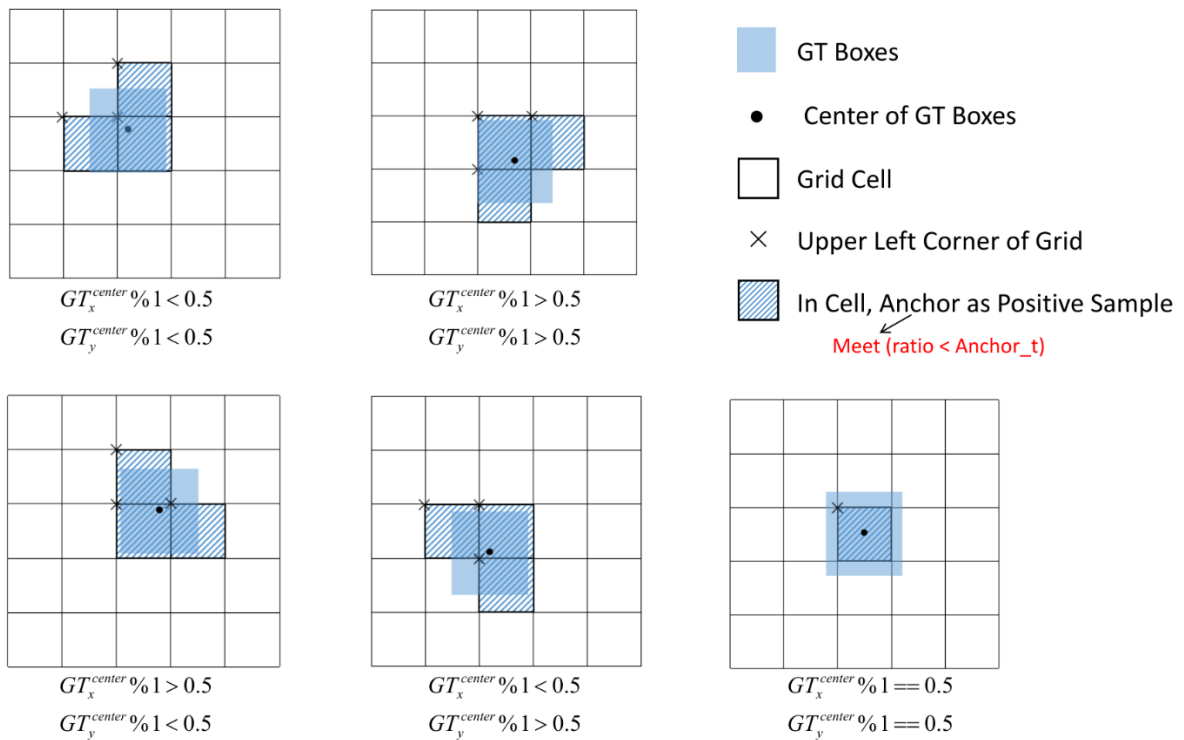 GT Boxes
Center of GT Boxes
Grid Cell
Upper Left Corner of Grid
In Cell, Anchor as Positive Sample
Meet (ratio < Anchor_t)
GT_x^{center} %1 < 0.5
GT_y^{center} %1 < 0.5
GT_x^{center} %1 > 0.5
GT_y^{center} %1 > 0.5
GT_x^{center} %1 > 0.5
GT_y^{center} %1 < 0.5
GT_x^{center} %1 < 0.5
GT_y^{center} %1 > 0.5
GT_x^{center} %1 == 0.5
GT_y^{center} %1 == 0.5